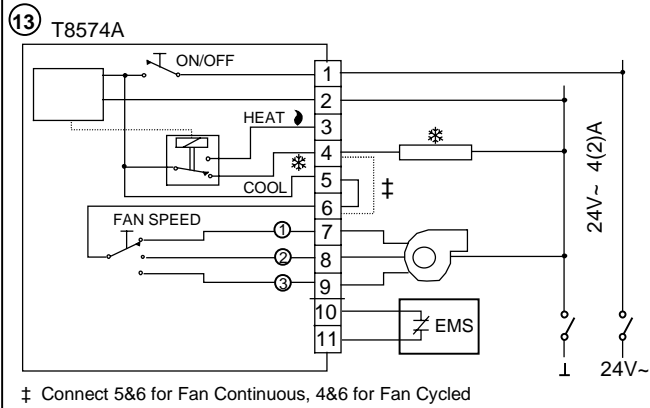 13 T8574A
ON/OFF
1
2
HEAT 3
4
COOL 5
‡
6
FAN SPEED
1 7
2 8
3 9
10
11
EMS
24V~ 4(2)A
24V~
‡ Connect 5&6 for Fan Continuous, 4&6 for Fan Cycled